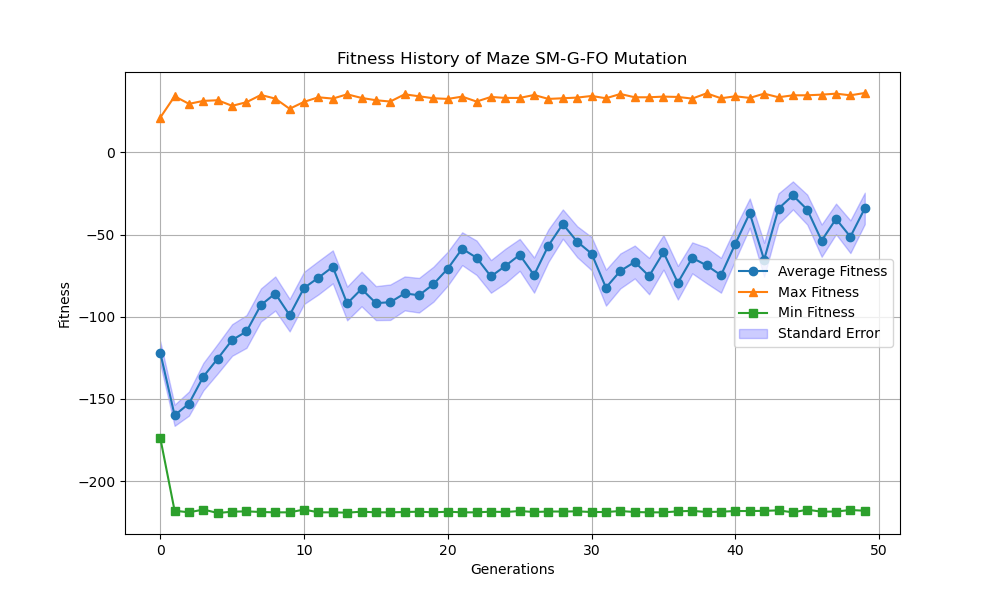 Fitness History of Maze SM-G-FO Mutation
Fitness
0
−50
−100
−150
−200
Average Fitness
Max Fitness
Min Fitness
Standard Error
0
10
20
30
40
50
Generations